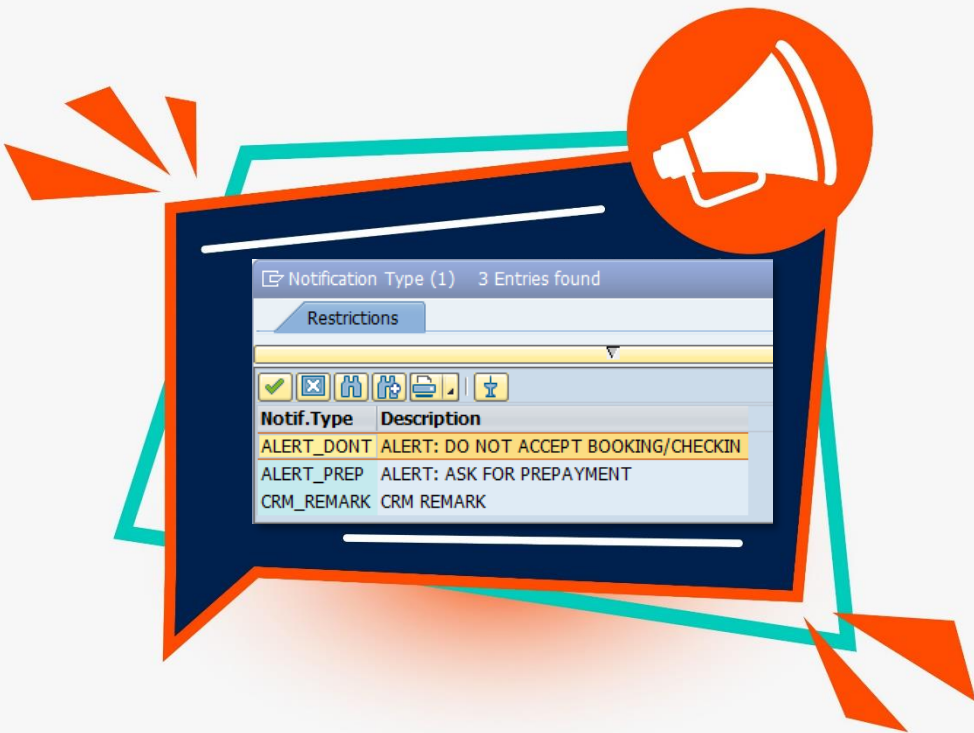 Notification Type (1) 3 Entries found
Restrictions
Notif.Type Description
ALERT_DONT ALERT: DO NOT ACCEPT BOOKING/CHECKIN
ALERT_PREP ALERT: ASK FOR PREPAYMENT
CRM_REMARK CRM REMARK